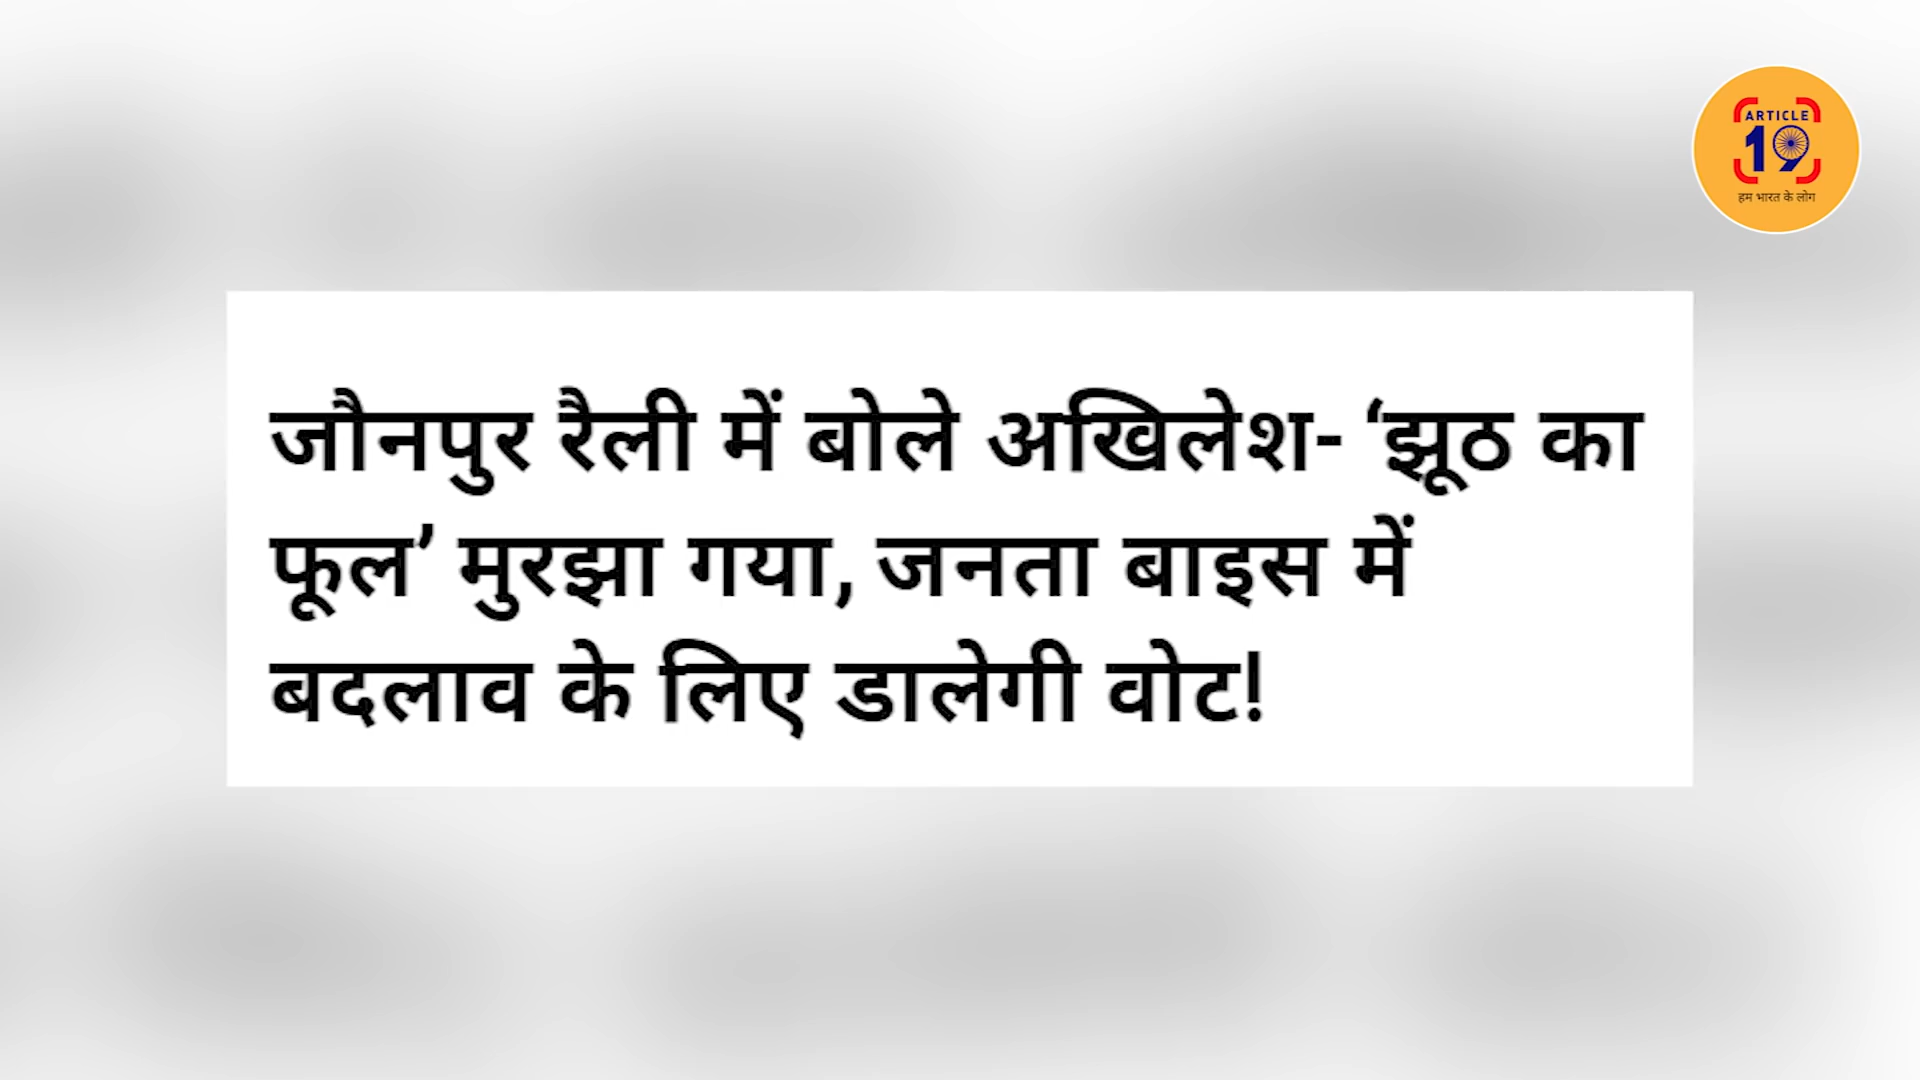 ARTICLE
19
हम भारत के लोग
जौनपुर रैली में बोले अखिलेश- ‘झूठ का
फूल’ मुरझा गया, जनता बाइस में
बदलाव के लिए डालेगी वोट!